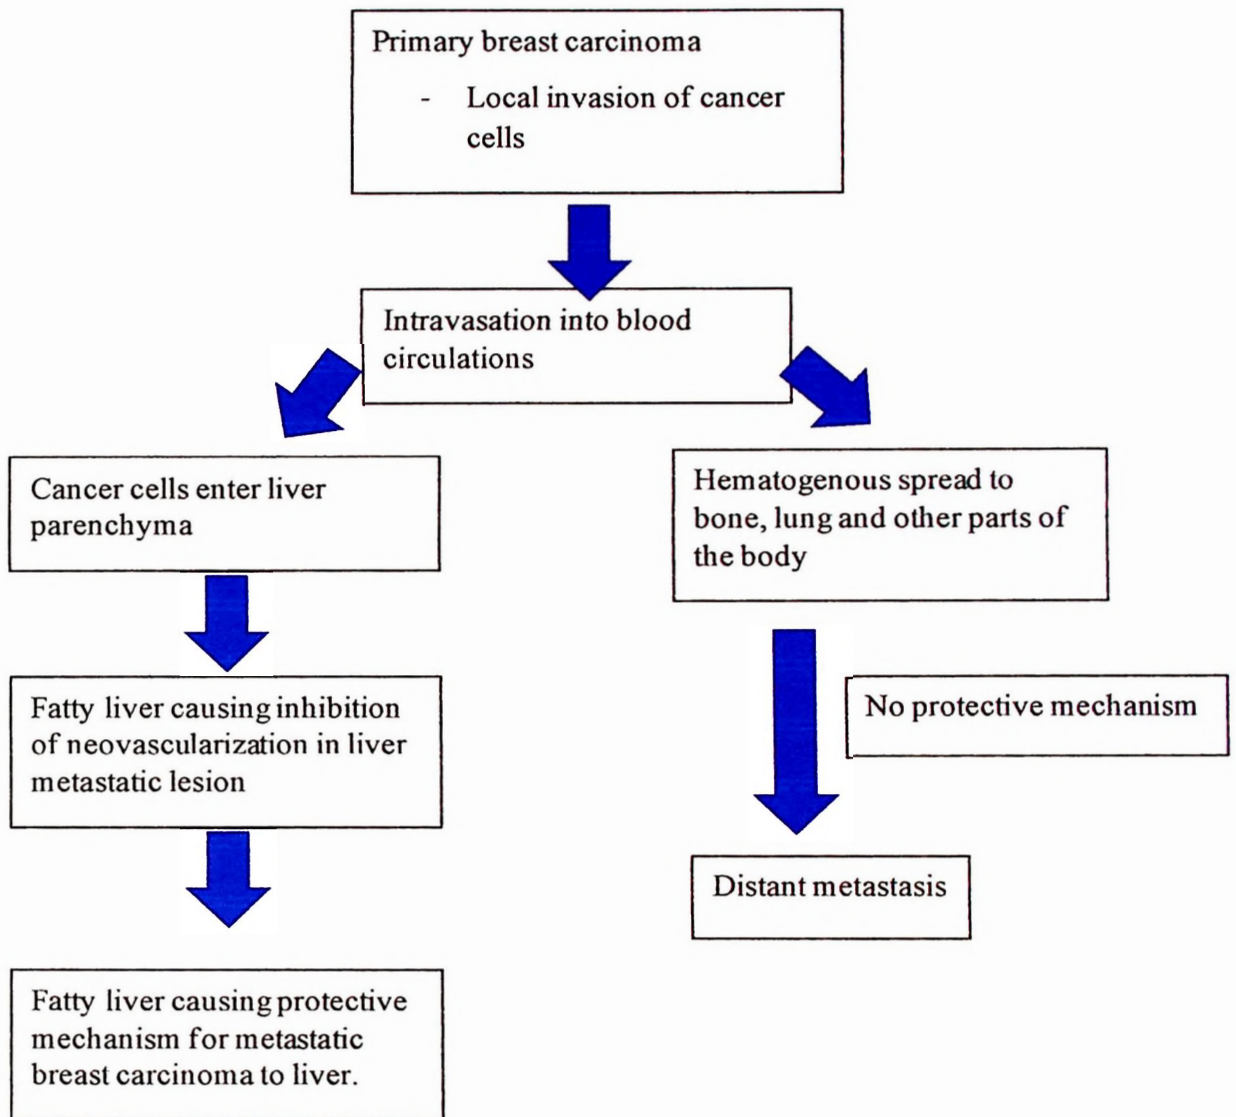 Primary breast carcinoma
- Local invasion of cancer
cells
Intravasation into blood
circulations
Cancer cells enter liver
parenchyma
Hematogenous spread to
bone, lung and other parts of
the body
Fatty liver causing inhibition
of neovascularization in liver
metastatic lesion
No protective mechanism
Distant metastasis
Fatty liver causing protective
mechanism for metastatic
breast carcinoma to liver.